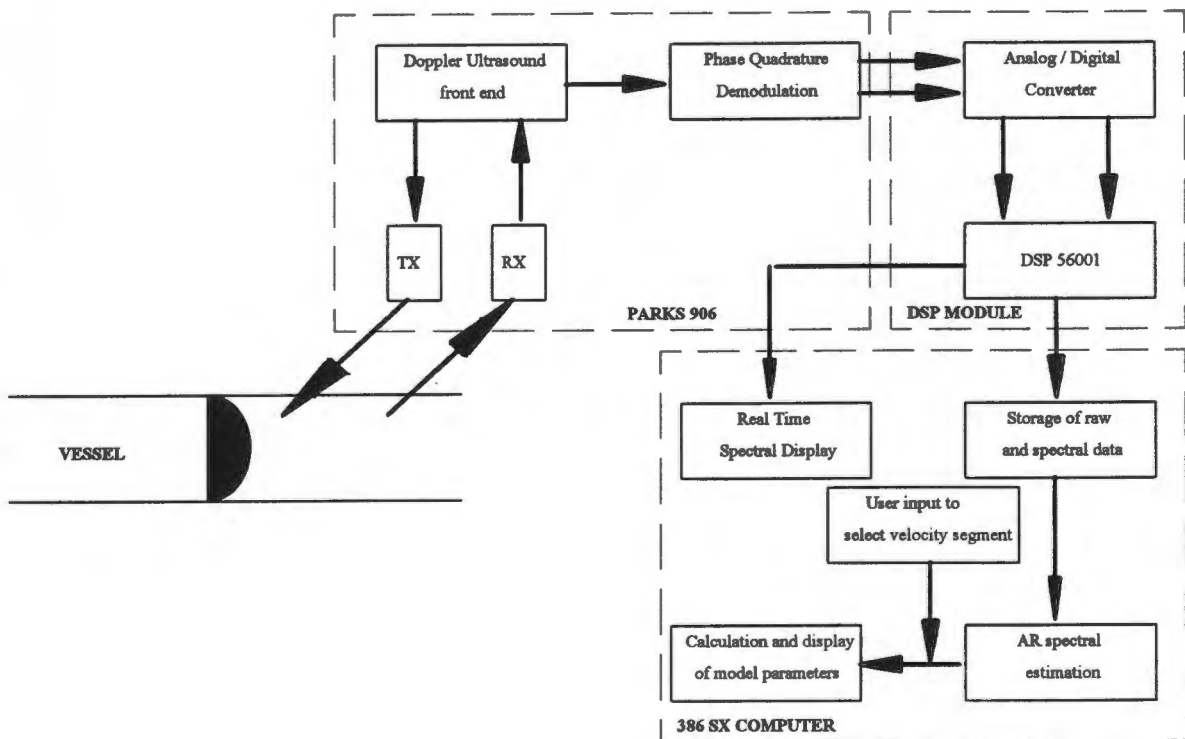 Doppler Ultrasound
front end
Phase Quadrature
Demodulation
Analog / Digital
Converter
TX
RX
DSP 56001
PARKS 906
DSP MODULE
VESSEL
Real Time
Spectral Display
Storage of raw
and spectral data
User input to
select velocity segment
Calculation and display
of model parameters
AR spectral
estimation
386 SX COMPUTER